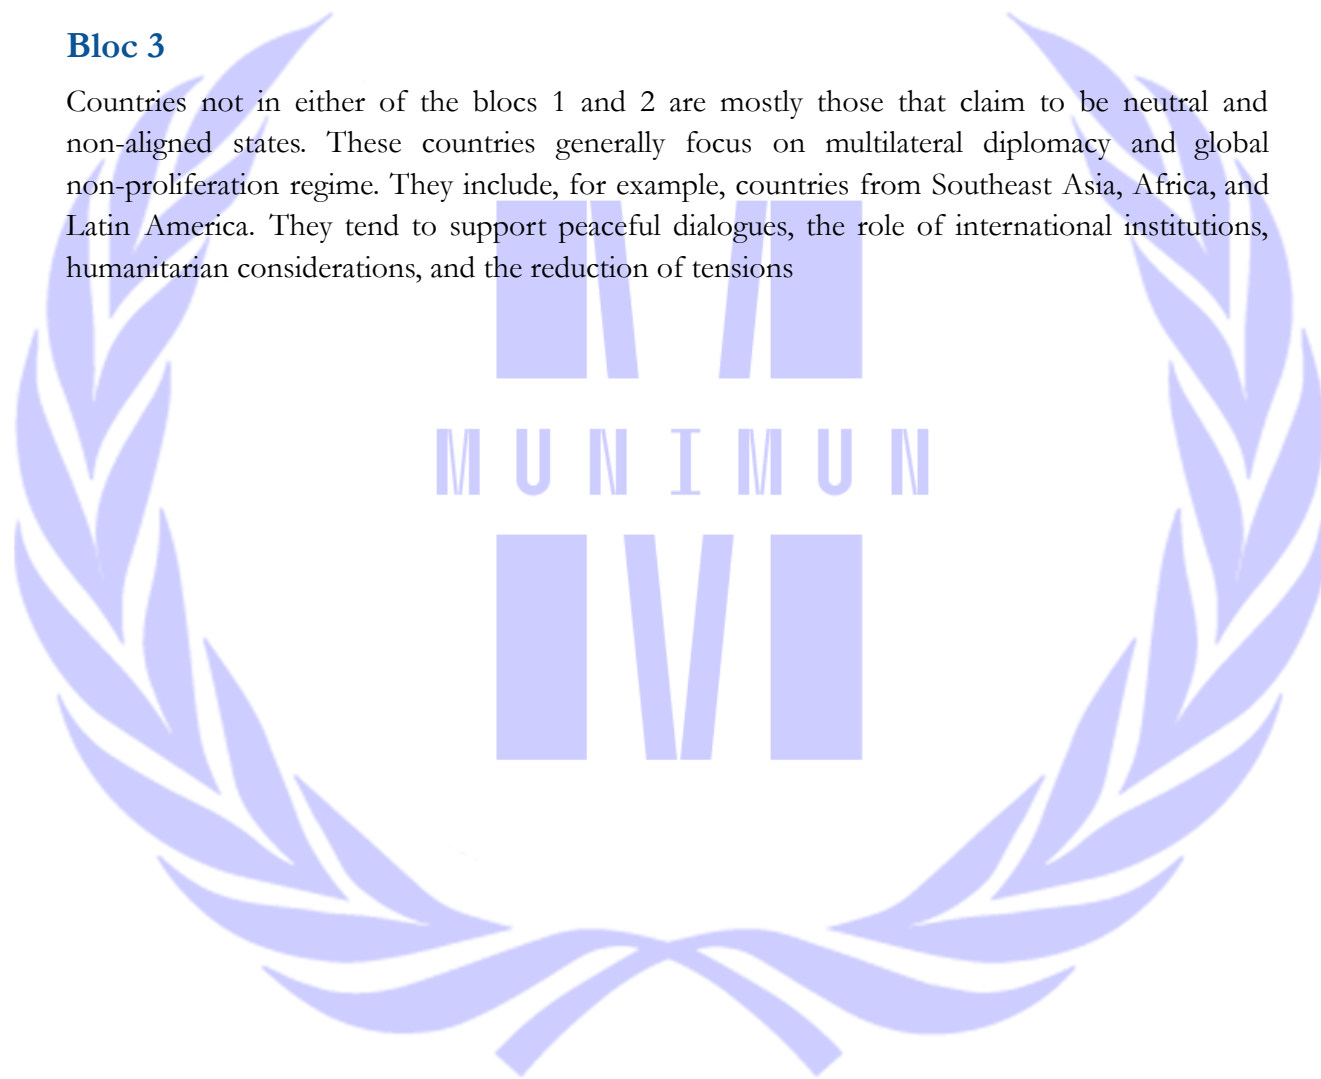 Bloc 3
Countries not in either of the blocs 1 and 2 are mostly those that claim to be neutral and
non-aligned states. These countries generally focus on multilateral diplomacy and global
non-proliferation regime. They include, for example, countries from Southeast Asia, Africa, and
Latin America. They tend to support peaceful dialogues, the role of international institutions,
humanitarian considerations, and the reduction of tensions
MUNIMUN